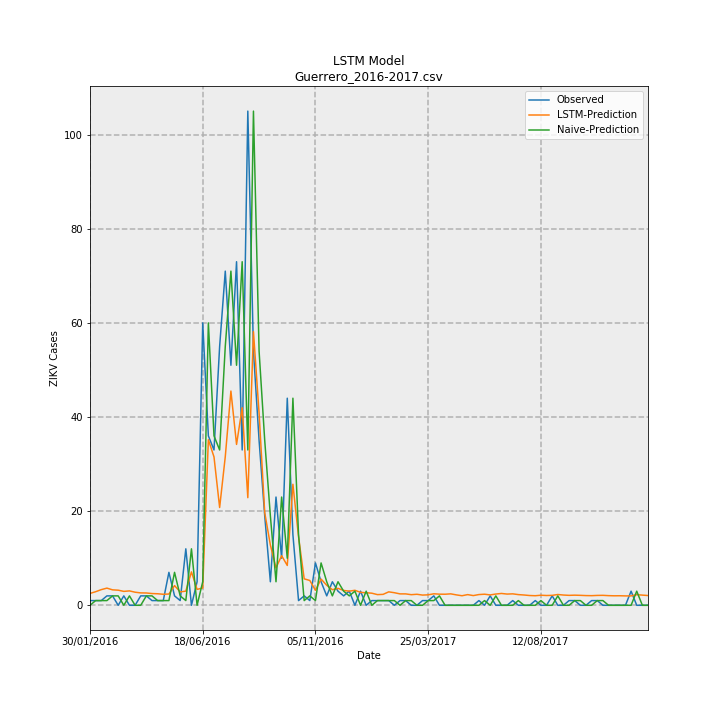 LSTM Model
Guerrero_2016-2017.csv
Observed
LSTM-Prediction
Naive-Prediction
100
80
60
40
20
0
ZIKV Cases
30/01/2016
18/06/2016
05/11/2016
25/03/2017
12/08/2017
Date